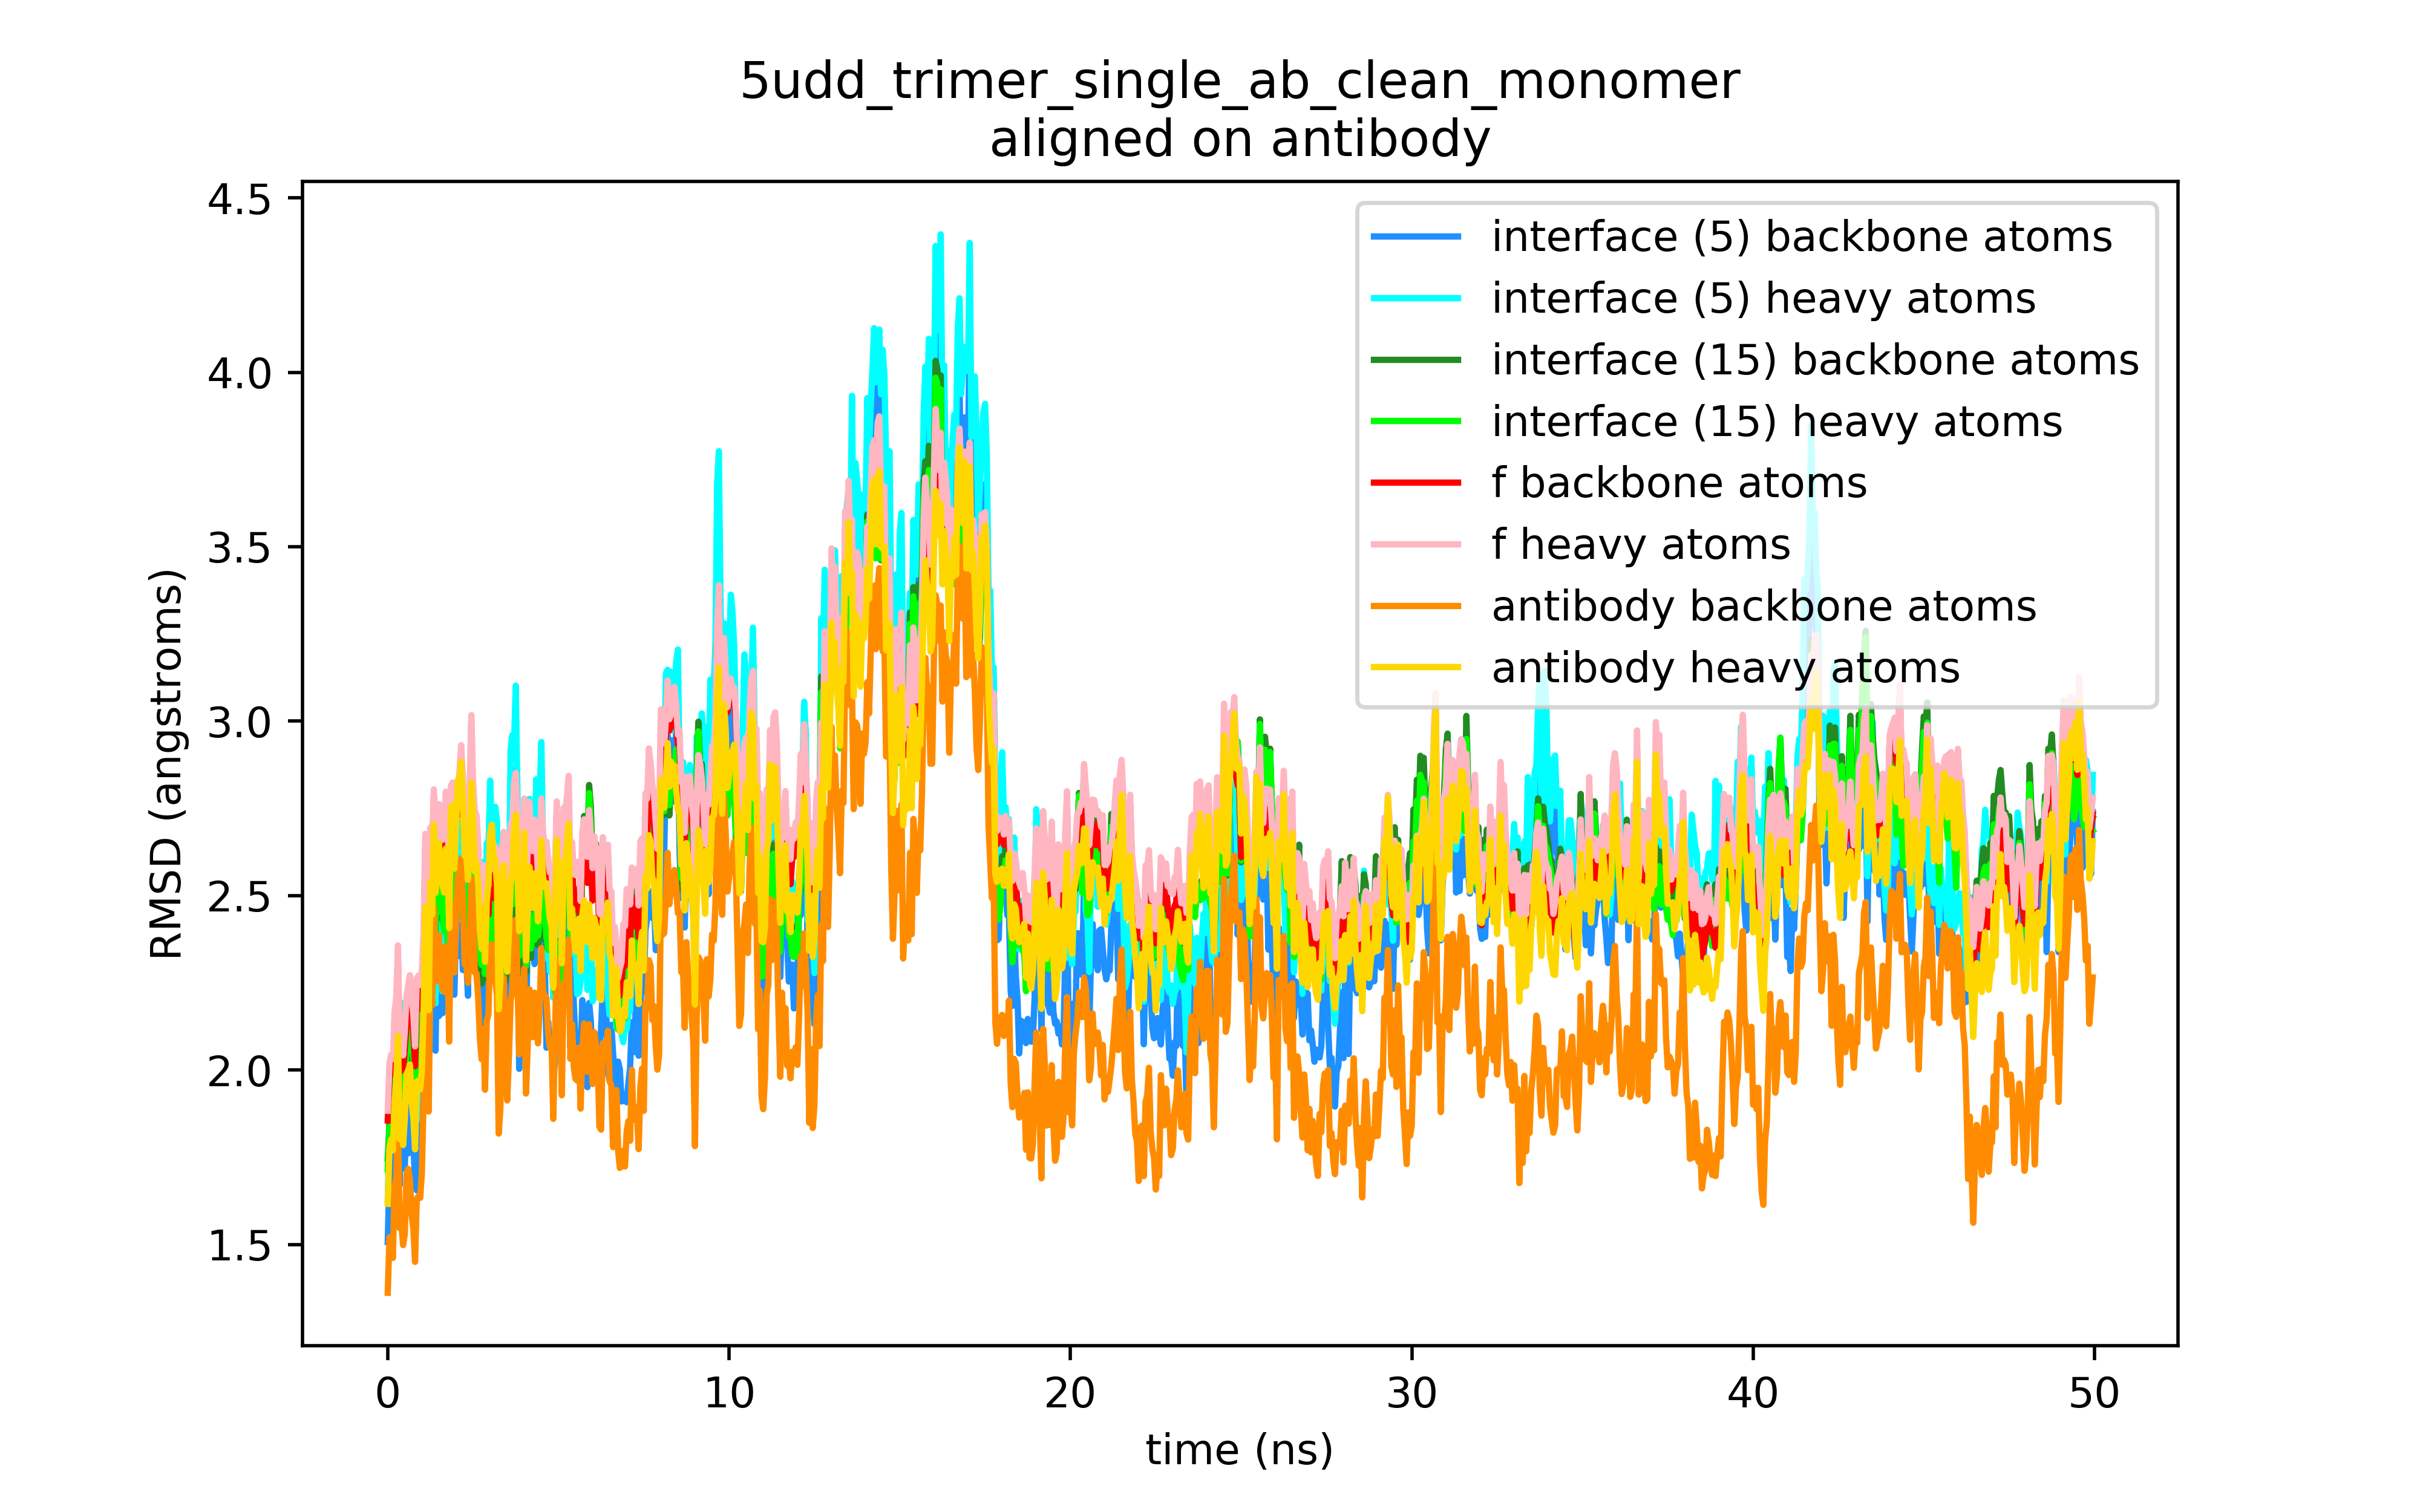 5udd_trimer_single_ab_clean_monomer
aligned on antibody
4.5
4.0
3.5
3.0
2.5
2.0
1.5
RMSD (angstroms)
interface (5) backbone atoms
interface (5) heavy atoms
interface (15) backbone atoms
interface (15) heavy atoms
f backbone atoms
f heavy atoms
antibody backbone atoms
antibody heavy atoms
0 10 20 30 40 50
time (ns)